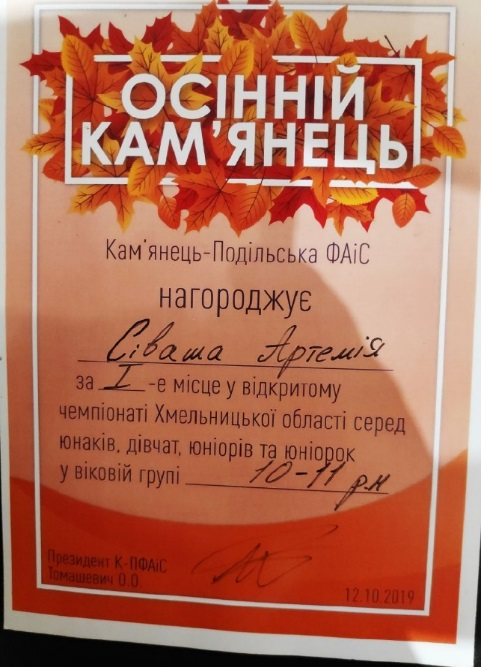 ОСІННІЙ
КАМ'ЯНЕЦЬ
Кам'янець-Подільська ФАіС
нагороджує
Сіваша Артемія
за I -е місце у відкритому
чемпіонаті Хмельницької області серед
юнаків, дівчат, юніорів та юніорок
у віковій групі 10-11 р.н
Президент К-ПФАіС
Томашевич О.О
12.10.2019